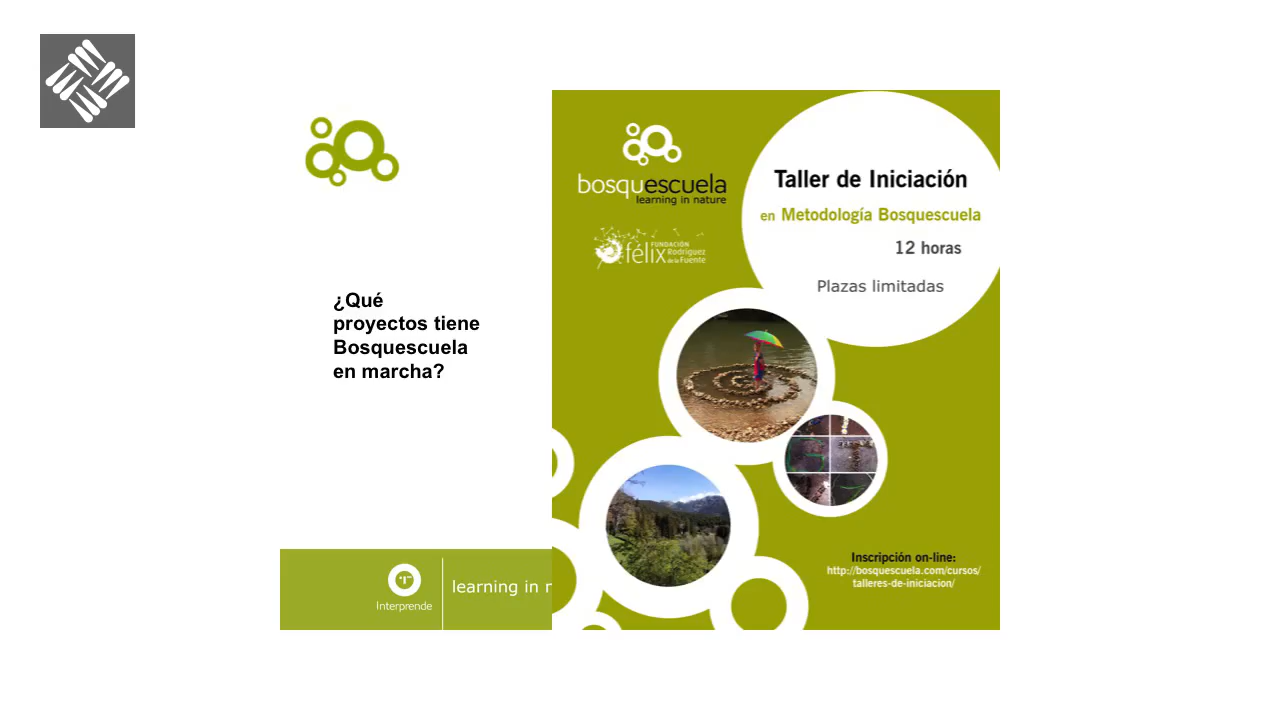 ¿Qué
proyectos tiene
Bosquescuela
en marcha?
Interprende
learning in
bosquescuela
learning in nature
félix
FUNDACIÓN
Rodríguez
de la Fuente
Taller de Iniciación
en Metodología Bosquescuela
12 horas
Plazas limitadas
Inscripción on-line:
http://bosquescuela.com/cursos/
talleres-de-iniciacion/